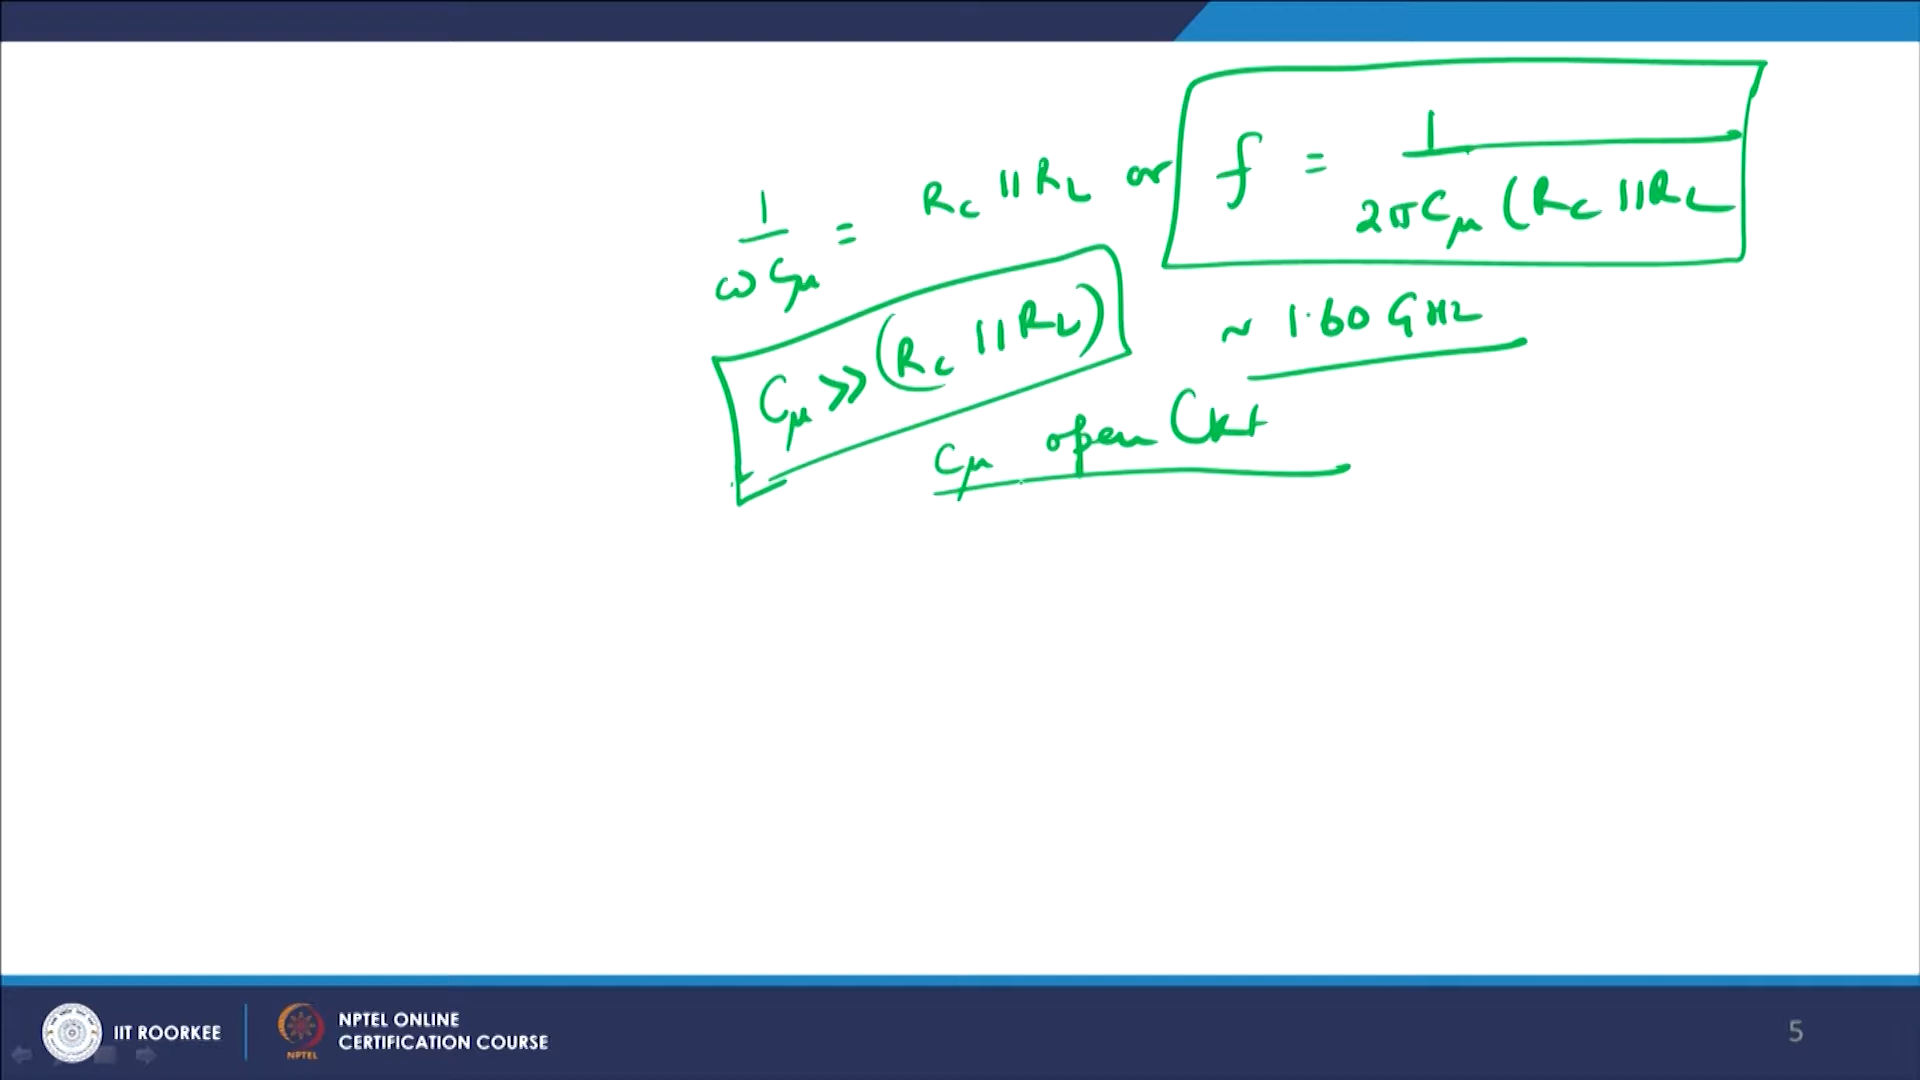 1/ωCμ = Rc || RL or f = 1/2πCμ (Rc || RL
Cμ >> (Rc || RL)
~ 1.60 GHz
Cμ open Ckt
IIT ROORKEE
NPTEL
NPTEL ONLINE
CERTIFICATION COURSE
5